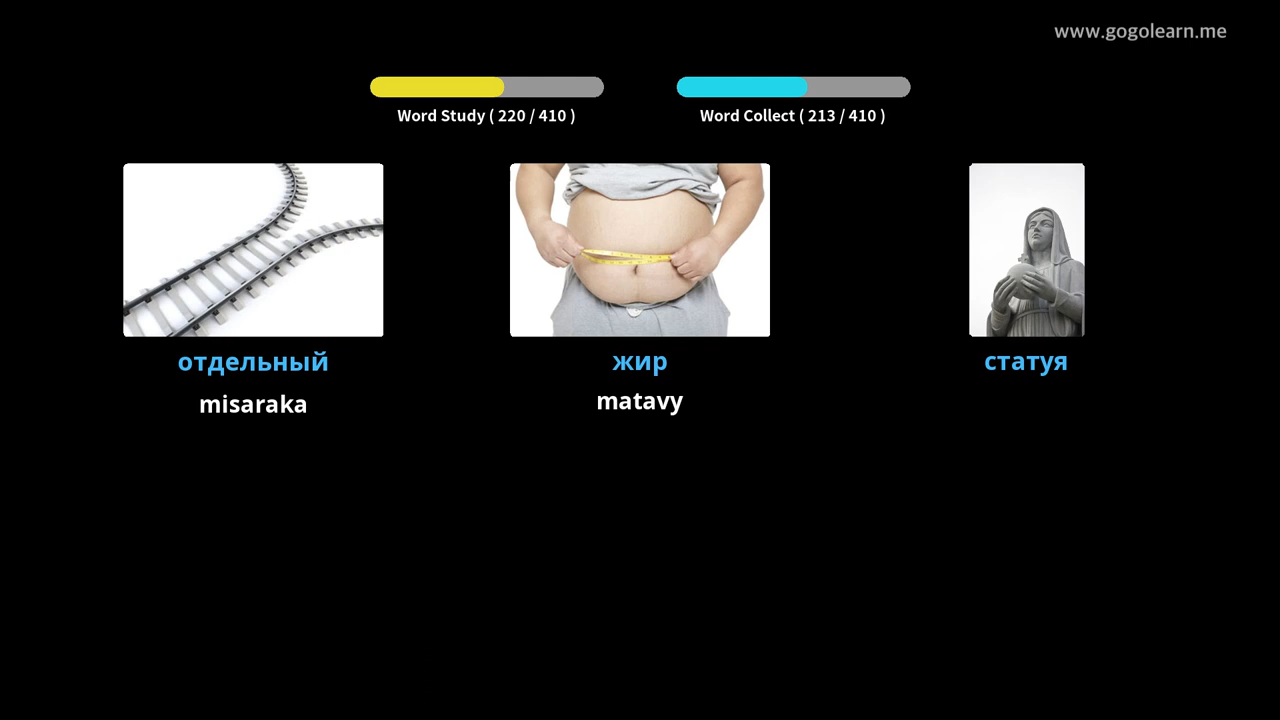 www.gogolearn.me
Word Study ( 220 / 410 )
Word Collect ( 213 / 410 )
отдельный
жир
статуя
misaraka
matavy